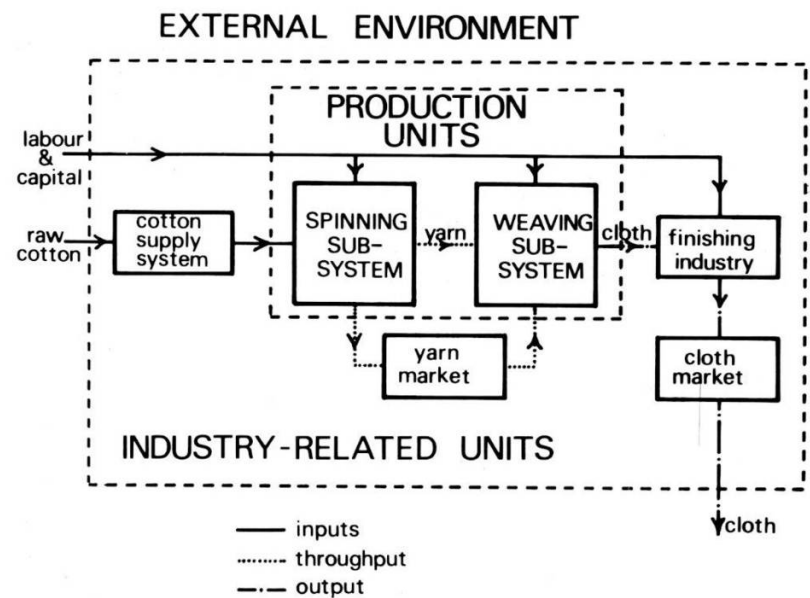 EXTERNAL ENVIRONMENT
PRODUCTION
UNITS
labour
&
capital
raw
cotton
cotton
supply
system
SPINNING
SUB-
SYSTEM
yarn
WEAVING
SUB-
SYSTEM
cloth
finishing
industry
yarn
market
cloth
market
INDUSTRY-RELATED UNITS
cloth
inputs
throughput
output